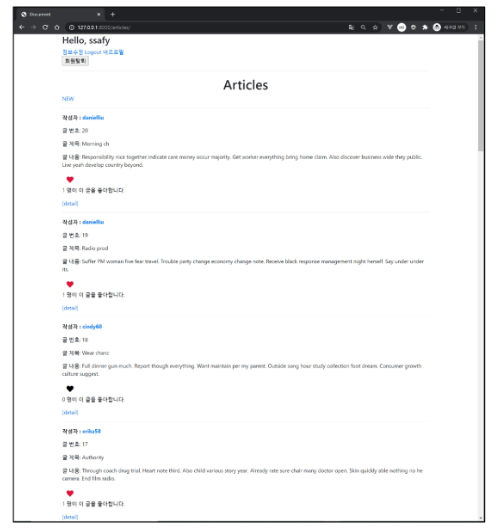 Document
127.0.0.1:8000/articles/
Hello, ssafy
정보수정 Logout 내프로필
회원탈퇴
Articles
NEW
작성자 : danielliu
글 번호: 20
글 제목: Morning ch
글 내용: Responsibility nice together indicate care money occur majority. Get worker everything bring home claim. Also discover business wide they public.
Live yeah develop country beyond.
1 명이 이 글을 좋아합니다.
[detail]
작성자 : danielliu
글 번호: 19
글 제목: Radio prod
글 내용: Suffer PM woman five fear travel. Trouble party change economy change note. Receive black response management night herself. Say under under
its.
1 명이 이 글을 좋아합니다.
[detail]
작성자 : cindy60
글 번호: 18
글 제목: Wear charc
글 내용: Full dinner gun much. Report though everything. Want maintain per my parent. Outside song hour study collection foot dream. Consumer growth
culture suggest.
0 명이 이 글을 좋아합니다.
[detail]
작성자 : erika58
글 번호: 17
글 제목: Authority
글 내용: Through coach drug trial. Heart note third. Also child various story year. Already rate sure chair many doctor open. Skin quickly able nothing no he
camera. End film radio.
1 명이 이 글을 좋아합니다.
[detail]